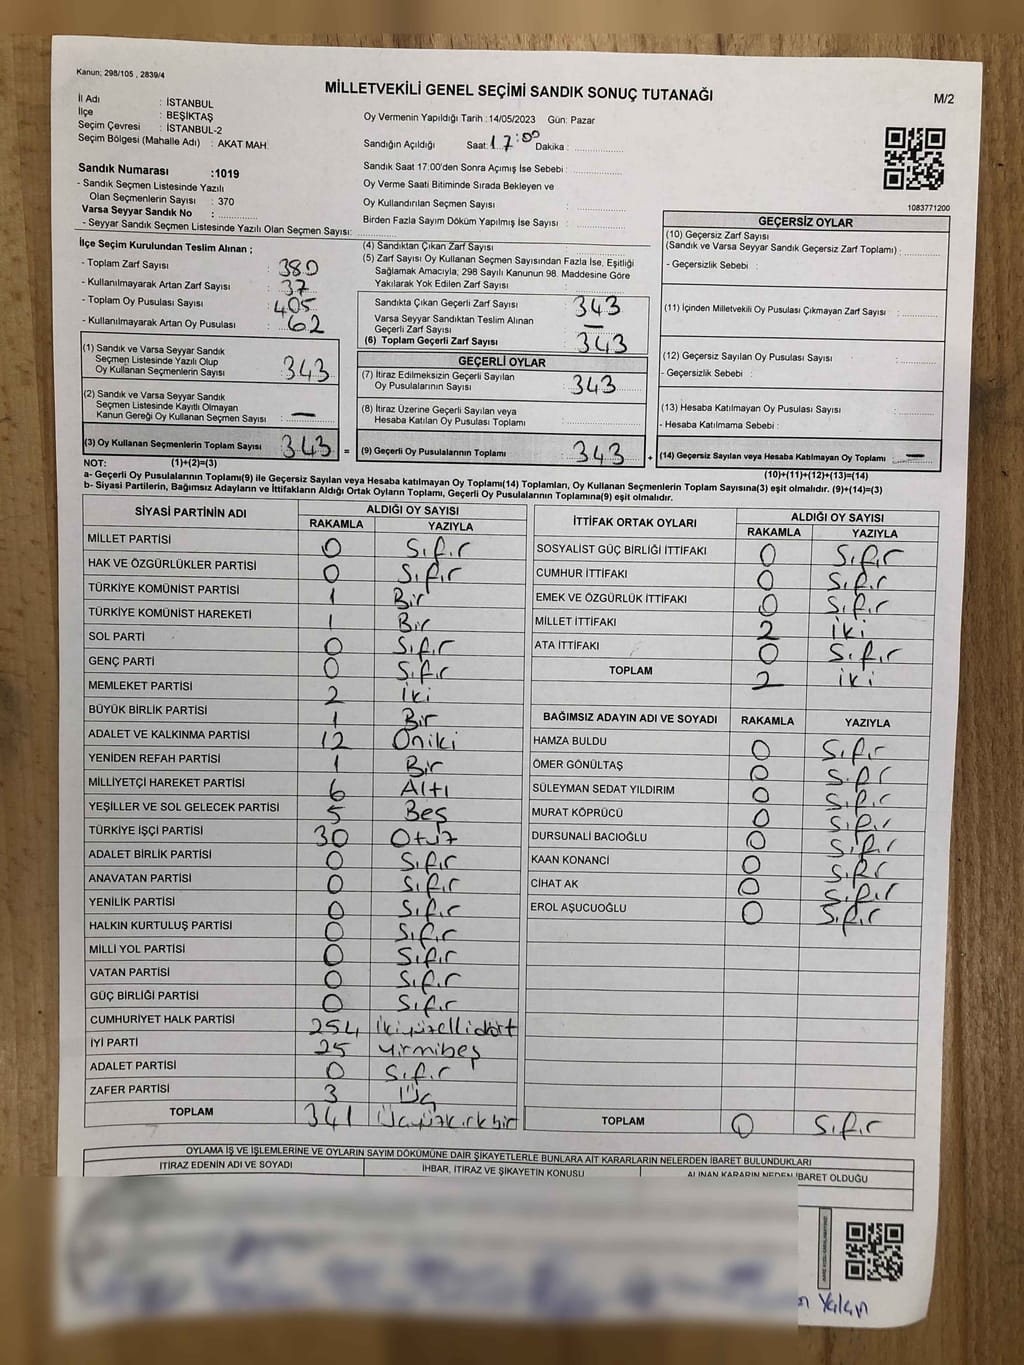 Kanun; 298/105 , 2839/4
MİLLETVEKİLİ GENEL SEÇİMİ SANDIK SONUÇ TUTANAĞI
M/2
İl Adı : İSTANBUL
İlçe : BEŞİKTAŞ
Seçim Çevresi : İSTANBUL-2
Seçim Bölgesi (Mahalle Adı) : AKAT MAH.
Sandık Numarası :1019
- Sandık Seçmen Listesinde Yazılı
Olan Seçmenlerin Sayısı : 370
Varsa Seyyar Sandık No : ..............
- Seyyar Sandık Seçmen Listesinde Yazılı Olan Seçmen Sayısı: ..............
Oy Vermenin Yapıldığı Tarih :14/05/2023 Gün: Pazar
Sandığın Açıldığı Saat: 17:00 Dakika : ..............
Sandık Saat 17:00'den Sonra Açımış İse Sebebi : ..............
Oy Verme Saati Bitiminde Sırada Bekleyen ve
Oy Kullandırılan Seçmen Sayısı : ..............
Birden Fazla Sayım Döküm Yapılmış İse Sayısı : ..............
1083771200
İlçe Seçim Kurulundan Teslim Alınan ;
- Toplam Zarf Sayısı : 380
- Kullanılmayarak Artan Zarf Sayısı : 37
- Toplam Oy Pusulası Sayısı : 405
- Kullanılmayarak Artan Oy Pusulası : 62
(1) Sandık ve Varsa Seyyar Sandık
Seçmen Listesinde Yazılı Olup
Oy Kullanan Seçmenlerin Sayısı : 343
(2) Sandık ve Varsa Seyyar Sandık
Seçmen Listesinde Kayıtlı Olmayan
Kanun Gereği Oy Kullanan Seçmen Sayısı : —
(3) Oy Kullanan Seçmenlerin Toplam Sayısı 343 =
(4) Sandıktan Çıkan Zarf Sayısı : ..............
(5) Zarf Sayısı Oy Kullanan Seçmen Sayısından Fazla İse, Eşitliği
Sağlamak Amacıyla; 298 Sayılı Kanunun 98. Maddesine Göre
Yakılarak Yok Edilen Zarf Sayısı : ..............
Sandıkta Çıkan Geçerli Zarf Sayısı : 343
Varsa Seyyar Sandıktan Teslim Alınan
Geçerli Zarf Sayısı : —
(6) Toplam Geçerli Zarf Sayısı : 343
GEÇERLİ OYLAR
(7) İtiraz Edilmeksizin Geçerli Sayılan
Oy Pusulalarının Sayısı : 343
(8) İtiraz Üzerine Geçerli Sayılan veya
Hesaba Katılan Oy Pusulası Toplamı : ..............
(9) Geçerli Oy Pusulalarının Toplamı 343 +
GEÇERSİZ OYLAR
(10) Geçersiz Zarf Sayısı
(Sandık ve Varsa Seyyar Sandık Geçersiz Zarf Toplamı) : ..............
- Geçersizlik Sebebi :
(11) İçinden Milletvekili Oy Pusulası Çıkmayan Zarf Sayısı : ..............
(12) Geçersiz Sayılan Oy Pusulası Sayısı : ..............
- Geçersizlik Sebebi :
(13) Hesaba Katılmayan Oy Pusulası Sayısı : ..............
- Hesaba Katılmama Sebebi :
(14) Geçersiz Sayılan veya Hesaba Katılmayan Oy Toplamı —
NOT: (1)+(2)=(3)
(10)+(11)+(12)+(13)=(14)
a- Geçerli Oy Pusulalarının Toplamı(9) ile Geçersiz Sayılan veya Hesaba katılmayan Oy Toplamı(14) Toplamları, Oy Kullanan Seçmenlerin Toplam Sayısına(3) eşit olmalıdır. (9)+(14)=(3)
b- Siyasi Partilerin, Bağımsız Adayların ve İttifakların Aldığı Ortak Oyların Toplamı, Geçerli Oy Pusulalarının Toplamına(9) eşit olmalıdır.
SİYASİ PARTİNİN ADI ALDIĞI OY SAYISI
RAKAMLA YAZIYLA
MİLLET PARTİSİ 0 Sıfır
HAK VE ÖZGÜRLÜKLER PARTİSİ 0 Sıfır
TÜRKİYE KOMÜNİST PARTİSİ 1 Bir
TÜRKİYE KOMÜNİST HAREKETİ 1 Bir
SOL PARTİ 0 Sıfır
GENÇ PARTİ 0 Sıfır
MEMLEKET PARTİSİ 2 İki
BÜYÜK BİRLİK PARTİSİ 1 Bir
ADALET VE KALKINMA PARTİSİ 12 Oniki
YENİDEN REFAH PARTİSİ 1 Bir
MİLLİYETÇİ HAREKET PARTİSİ 6 Altı
YEŞİLLER VE SOL GELECEK PARTİSİ 5 Beş
TÜRKİYE İŞÇİ PARTİSİ 30 Otuz
ADALET BİRLİK PARTİSİ 0 Sıfır
ANAVATAN PARTİSİ 0 Sıfır
YENİLİK PARTİSİ 0 Sıfır
HALKIN KURTULUŞ PARTİSİ 0 Sıfır
MİLLİ YOL PARTİSİ 0 Sıfır
VATAN PARTİSİ 0 Sıfır
GÜÇ BİRLİĞİ PARTİSİ 0 Sıfır
CUMHURİYET HALK PARTİSİ 254 İkiyüzellidört
İYİ PARTİ 25 yirmibeş
ADALET PARTİSİ 0 Sıfır
ZAFER PARTİSİ 3 Üç
TOPLAM 341 Üçyüzkırkbir
İTTİFAK ORTAK OYLARI ALDIĞI OY SAYISI
RAKAMLA YAZIYLA
SOSYALİST GÜÇ BİRLİĞİ İTTİFAKI 0 Sıfır
CUMHUR İTTİFAKI 0 Sıfır
EMEK VE ÖZGÜRLÜK İTTİFAKI 0 Sıfır
MİLLET İTTİFAKI 2 İki
ATA İTTİFAKI 0 Sıfır
TOPLAM 2 iki
BAĞIMSIZ ADAYIN ADI VE SOYADI RAKAMLA YAZIYLA
HAMZA BULDU 0 Sıfır
ÖMER GÖNÜLTAŞ 0 Sıfır
SÜLEYMAN SEDAT YILDIRIM 0 Sıfır
MURAT KÖPRÜCÜ 0 Sıfır
DURSUNALİ BACIOĞLU 0 Sıfır
KAAN KONANCİ 0 Sıfır
CİHAT AK 0 Sıfır
EROL AŞUCUOĞLU 0 Sıfır
TOPLAM 0 Sıfır
OYLAMA İŞ VE İŞLEMLERİNE VE OYLARIN SAYIM DÖKÜMÜNE DAİR ŞİKAYETLERLE BUNLARA AİT KARARLARIN NELERDEN İBARET BULUNDUKLARI
İTİRAZ EDENİN ADI VE SOYADI İHBAR, İTİRAZ VE ŞİKAYETİN KONUSU ALINAN KARARIN NEDEN İBARET OLDUĞU